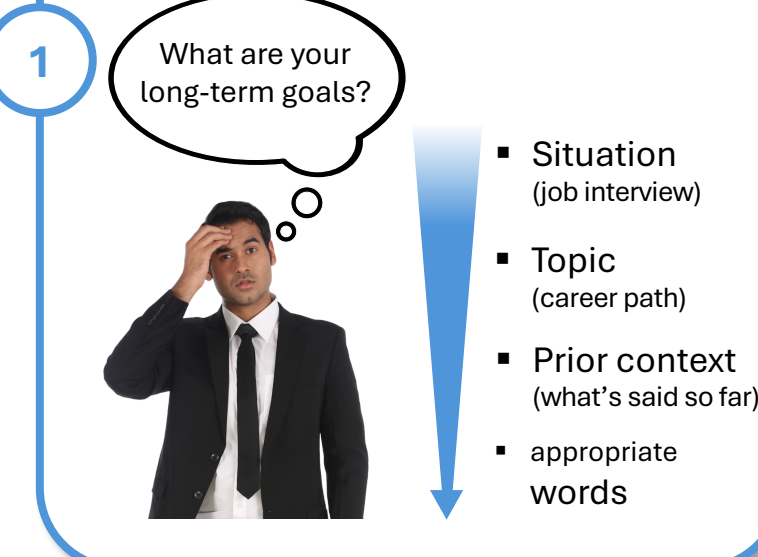 1
What are your
long-term goals?
▪ Situation
(job interview)
▪ Topic
(career path)
▪ Prior context
(what's said so far)
▪ appropriate
words